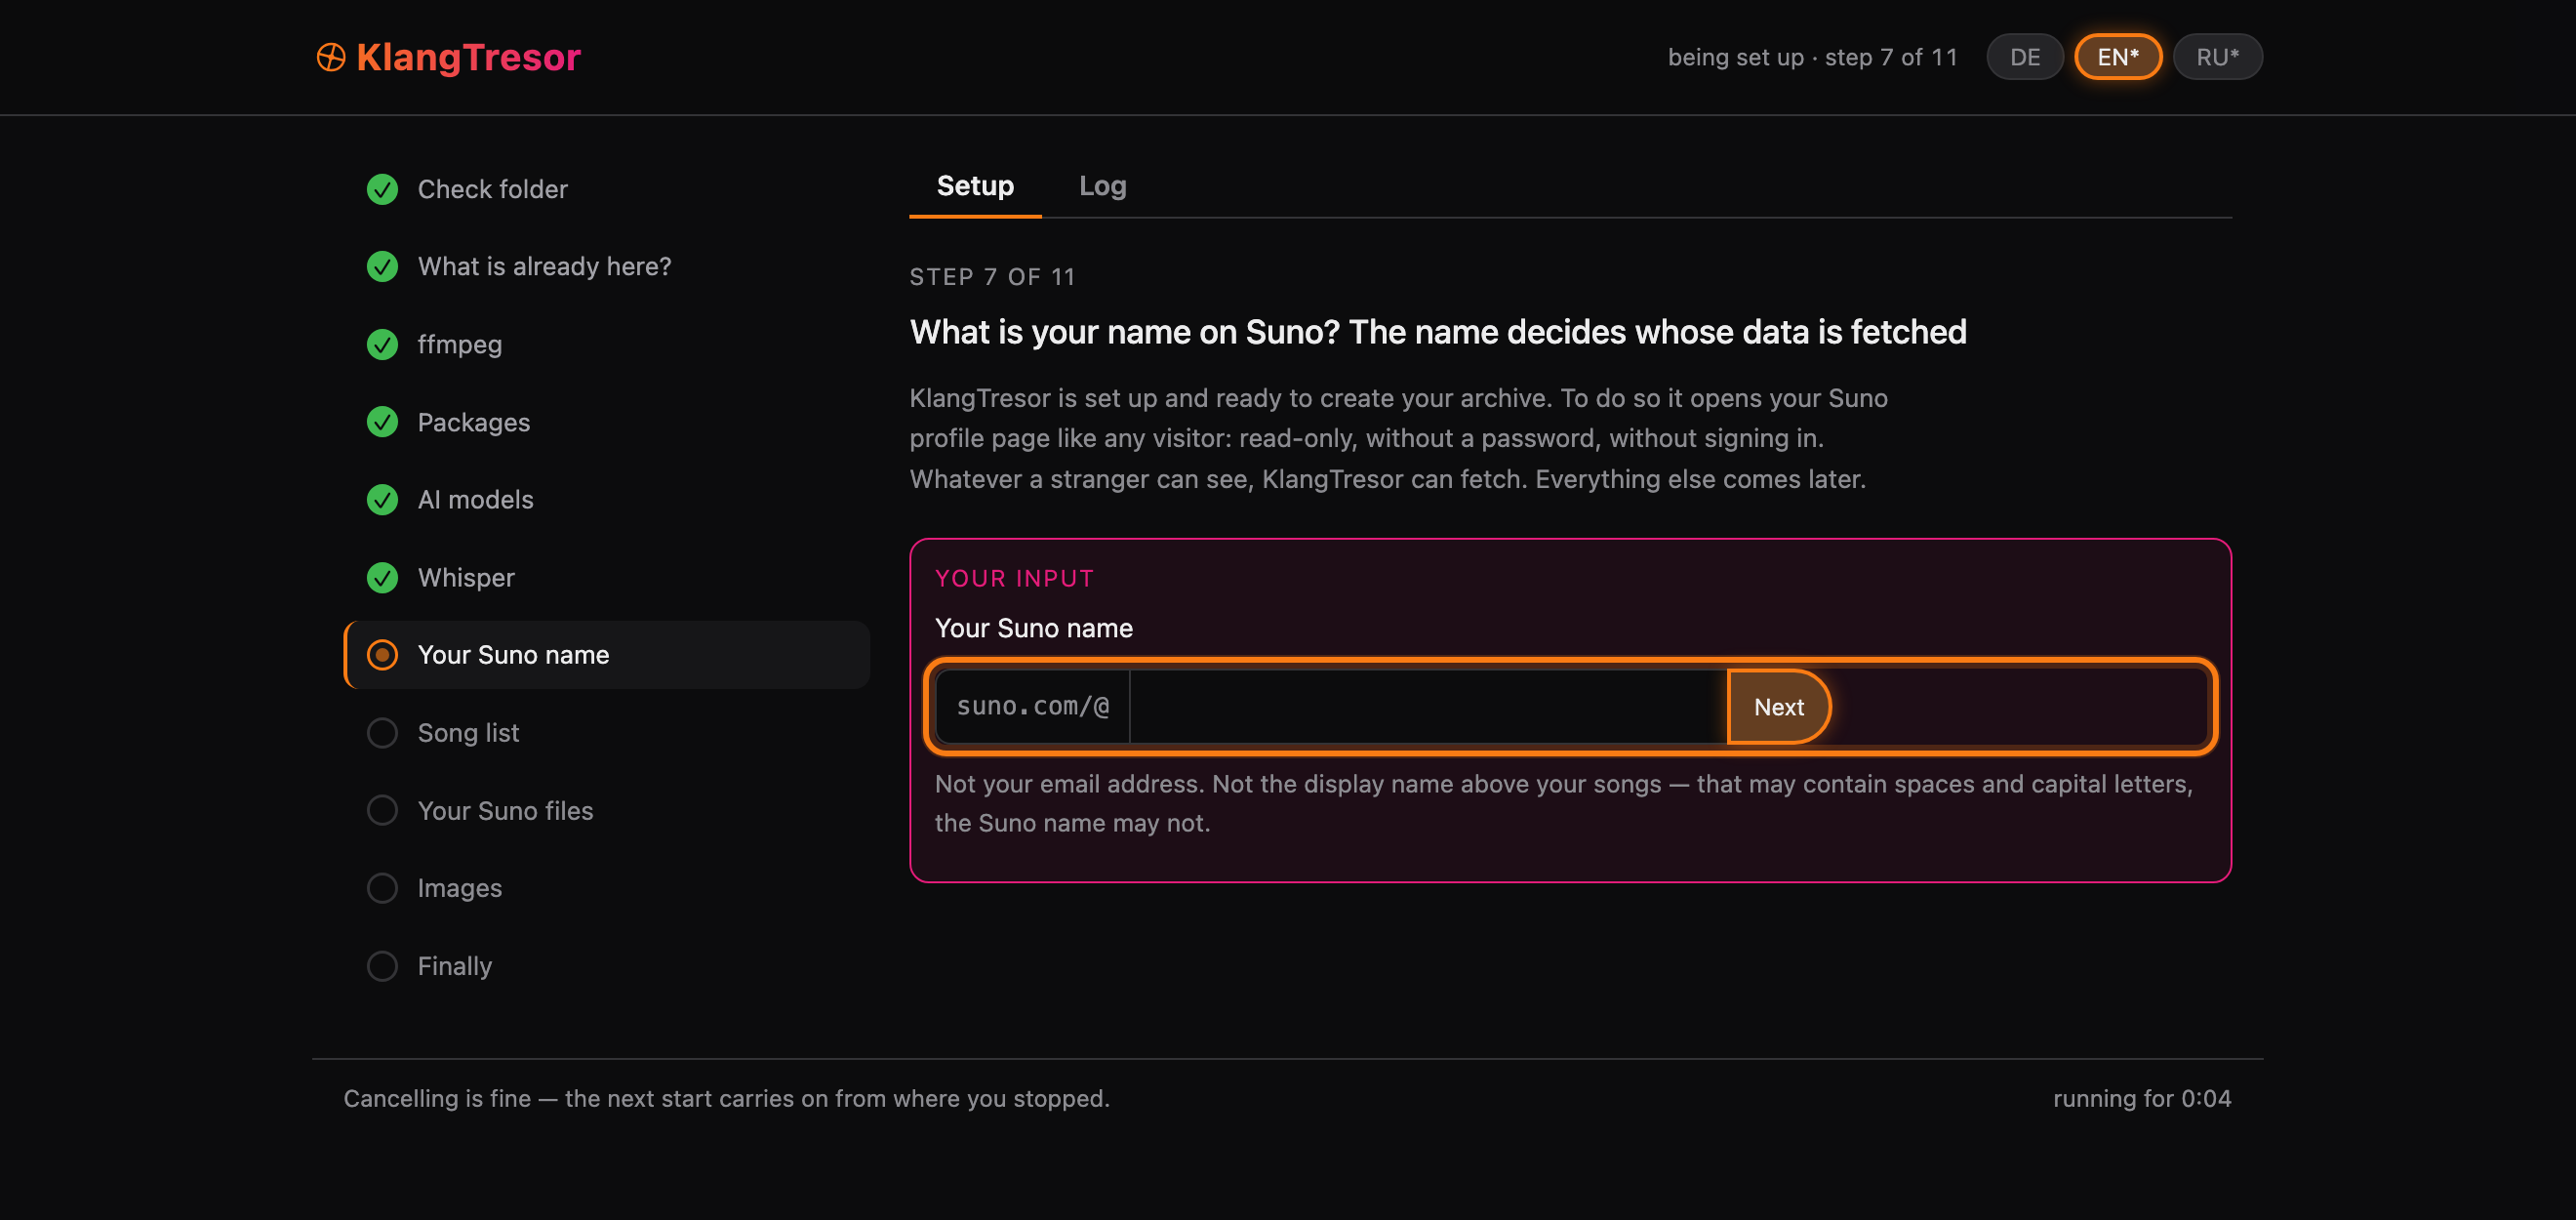 KlangTresor
being set up · step 7 of 11
DE
EN*
RU*
Check folder
What is already here?
ffmpeg
Packages
AI models
Whisper
Your Suno name
Song list
Your Suno files
Images
Finally
Setup
Log
STEP 7 OF 11
What is your name on Suno? The name decides whose data is fetched
KlangTresor is set up and ready to create your archive. To do so it opens your Suno
profile page like any visitor: read-only, without a password, without signing in.
Whatever a stranger can see, KlangTresor can fetch. Everything else comes later.
YOUR INPUT
Your Suno name
suno.com/@
Next
Not your email address. Not the display name above your songs — that may contain spaces and capital letters,
the Suno name may not.
Cancelling is fine — the next start carries on from where you stopped.
running for 0:04